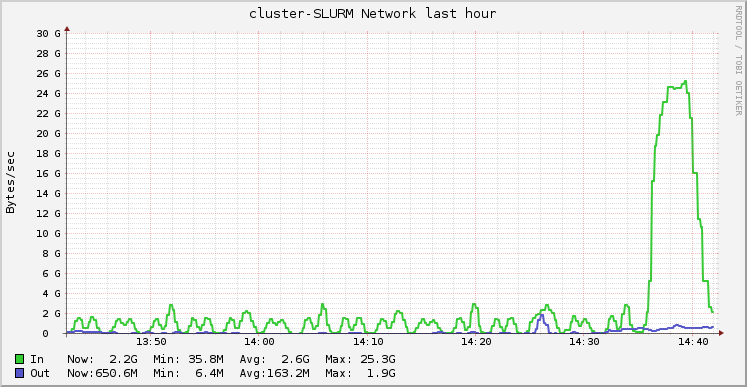 cluster-SLURM Network last hour
RRDTOOL / TOBI OETIKER
Bytes/sec
30 G
28 G
26 G
24 G
22 G
20 G
18 G
16 G
14 G
12 G
10 G
8 G
6 G
4 G
2 G
0
13:50 14:00 14:10 14:20 14:30 14:40
In Now: 2.2G Min: 35.8M Avg: 2.6G Max: 25.3G
Out Now:650.6M Min: 6.4M Avg:163.2M Max: 1.9G